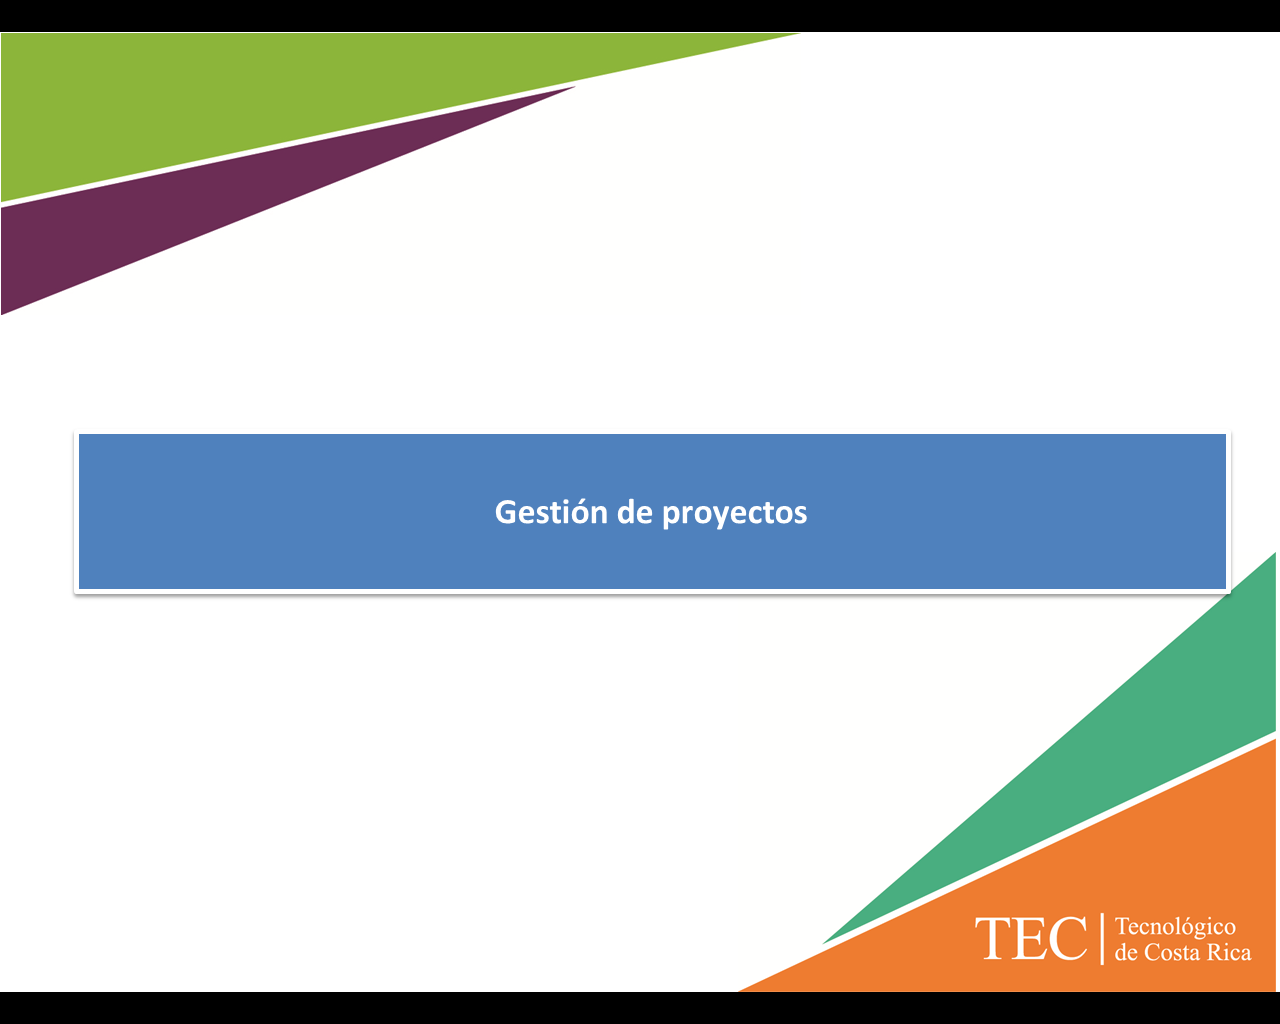 Gestión de proyectos
TEC
Tecnológico
de Costa Rica